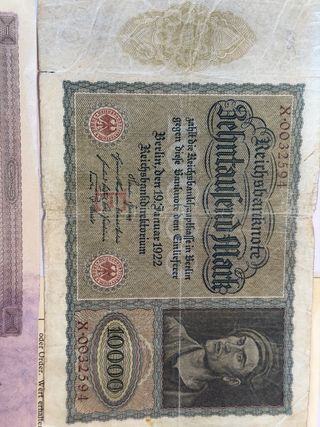 X·0032594
Reichsbanknote
Zehntausend Mark
zahlt die Reichsbankhauptkasse in Berlin
gegen diese Banknote dem Einlieferer
Berlin, den 19. Januar 1922
Reichsbankdirektorium
10000
X·0032594
oder Order, Wert erhalten